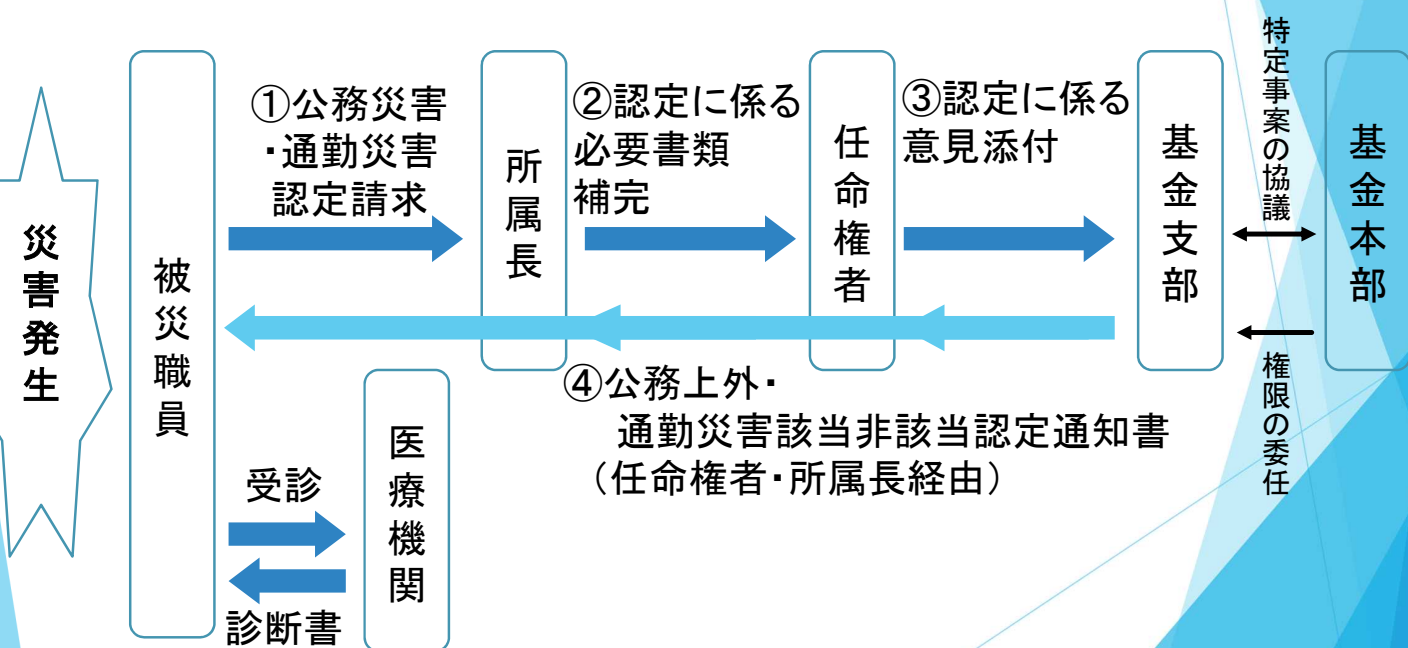 災害発生
被災職員
①公務災害
・通勤災害
認定請求
所属長
②認定に係る
必要書類
補完
任命権者
③認定に係る
意見添付
基金支部
特定事案の協議
基金本部
権限の委任
④公務上外・
通勤災害該当非該当認定通知書
（任命権者・所属長経由）
受診
医療機関
診断書